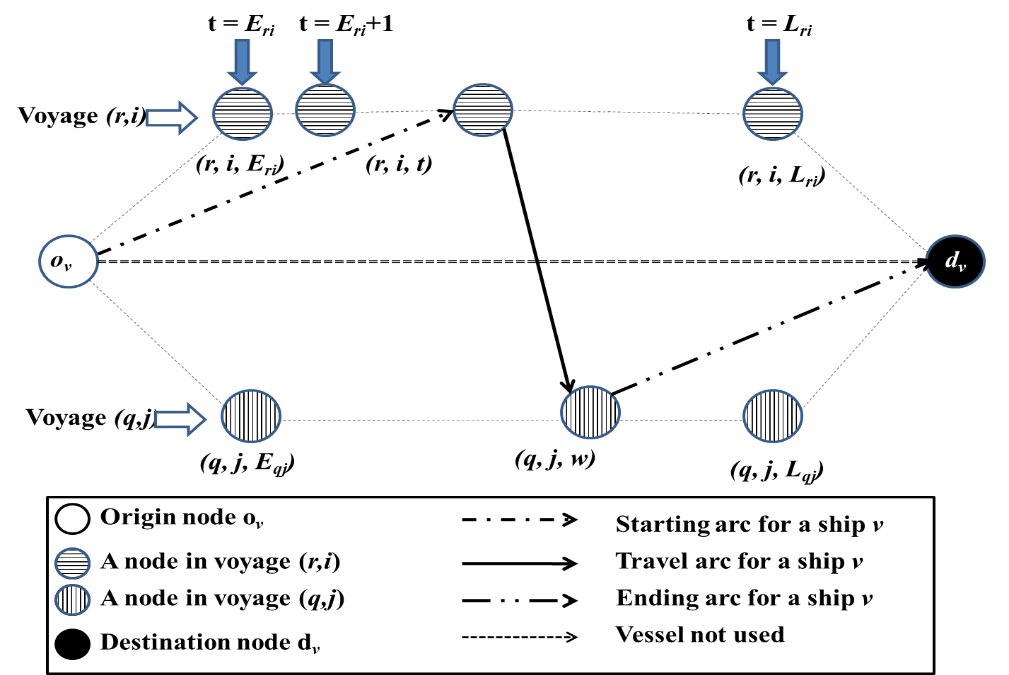 t = E_ri t = E_ri+1 t = L_ri
Voyage (r,i)
(r, i, E_ri) (r, i, t) (r, i, L_ri)
o_v d_v
Voyage (q,j)
(q, j, E_qj) (q, j, w) (q, j, L_qj)
Origin node o_v Starting arc for a ship v
A node in voyage (r,i) Travel arc for a ship v
A node in voyage (q,j) Ending arc for a ship v
Destination node d_v Vessel not used